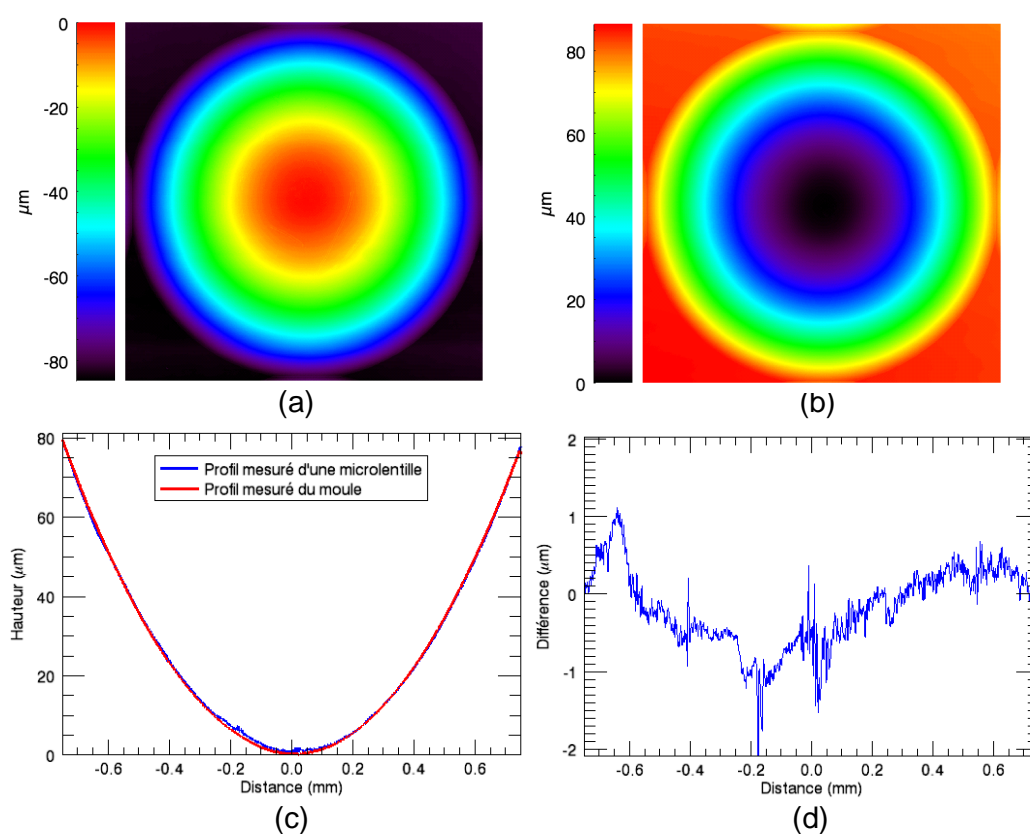 0
-20
-40
-60
-80
µm
(a)
80
60
40
20
0
µm
(b)
80
60
40
20
0
Hauteur (µm)
Profil mesuré d'une microlentille
Profil mesuré du moule
-0.6 -0.4 -0.2 0.0 0.2 0.4 0.6
Distance (mm)
(c)
2
1
0
-1
-2
Différence (µm)
-0.6 -0.4 -0.2 0.0 0.2 0.4 0.6
Distance (mm)
(d)